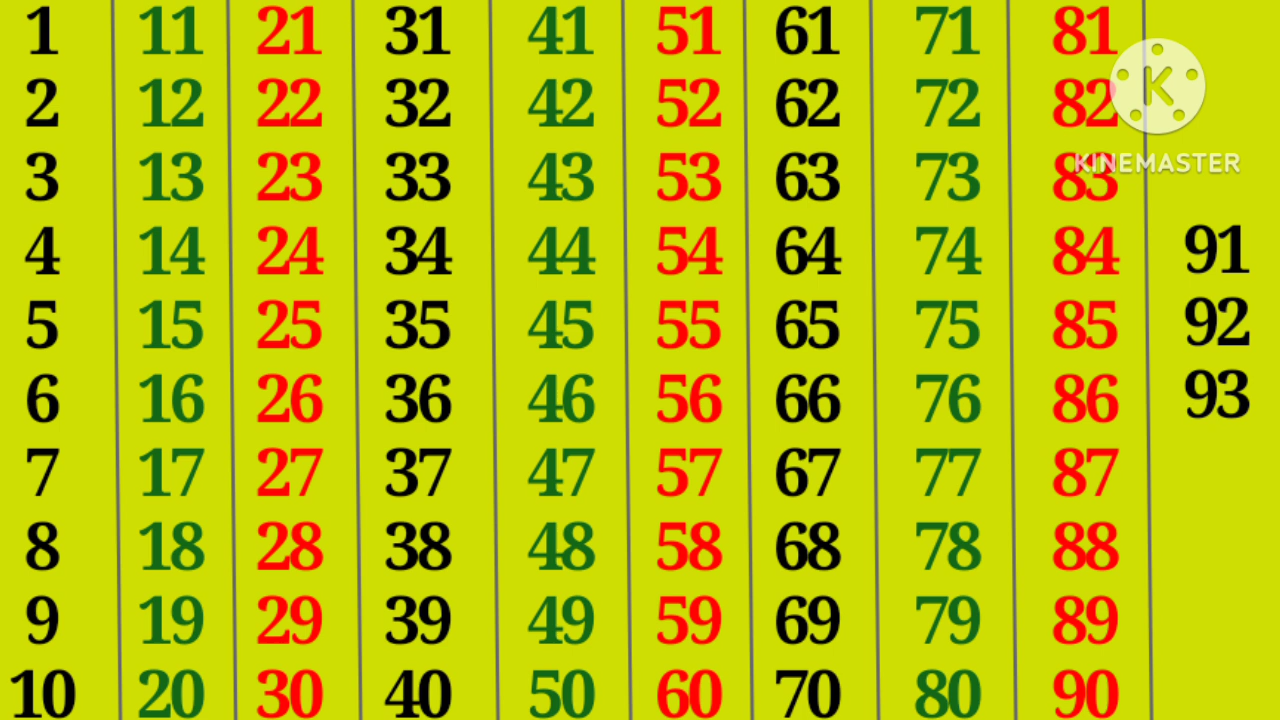 1 11 21 31 41 51 61 71 81
2 12 22 32 42 52 62 72 82
K
KINEMASTER
3 13 23 33 43 53 63 73 83
4 14 24 34 44 54 64 74 84 91
5 15 25 35 45 55 65 75 85 92
6 16 26 36 46 56 66 76 86 93
7 17 27 37 47 57 67 77 87
8 18 28 38 48 58 68 78 88
9 19 29 39 49 59 69 79 89
10 20 30 40 50 60 70 80 90